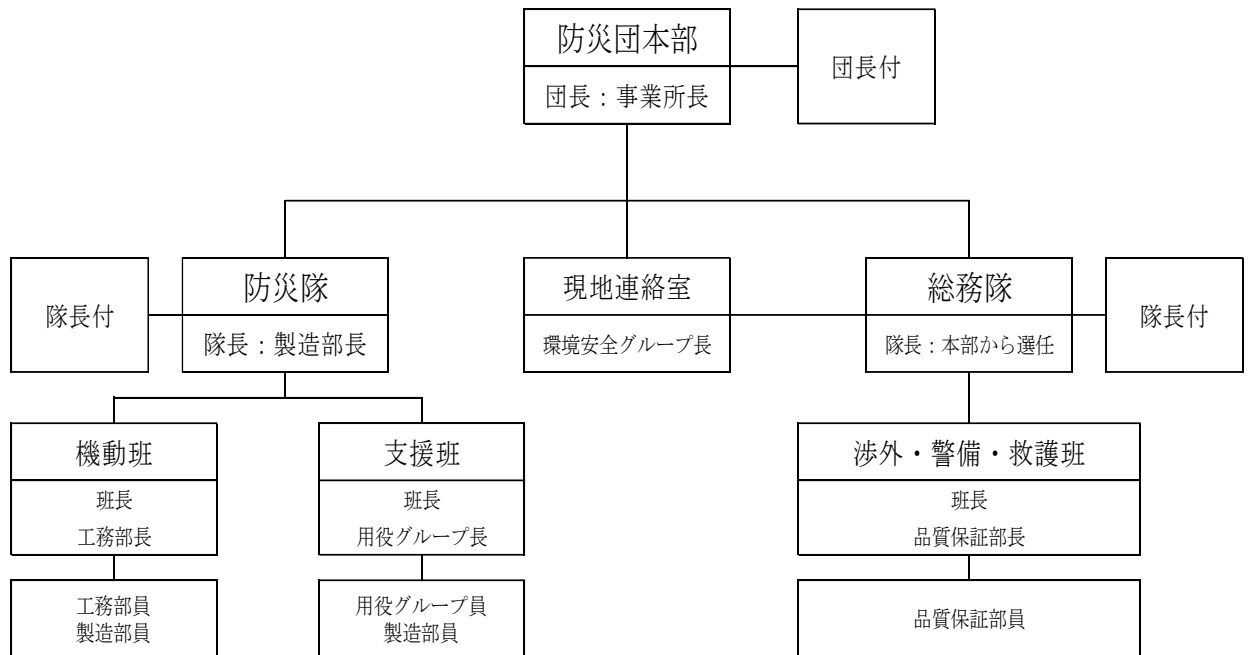 防災団本部
団長：事業所長
団長付
隊長付
防災隊
隊長：製造部長
現地連絡室
環境安全グループ長
総務隊
隊長：本部から選任
隊長付
機動班
班長
工務部長
工務部員
製造部員
支援班
班長
用役グループ長
用役グループ員
製造部員
渉外・警備・救護班
班長
品質保証部長
品質保証部員